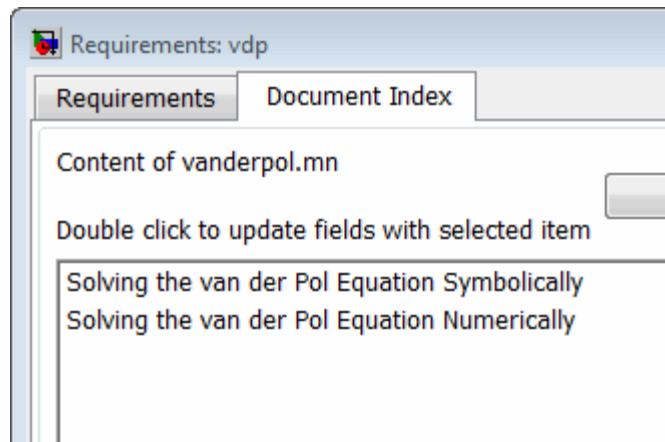 Requirements: vdp
Requirements Document Index
Content of vanderpol.mn
Double click to update fields with selected item
Solving the van der Pol Equation Symbolically
Solving the van der Pol Equation Numerically